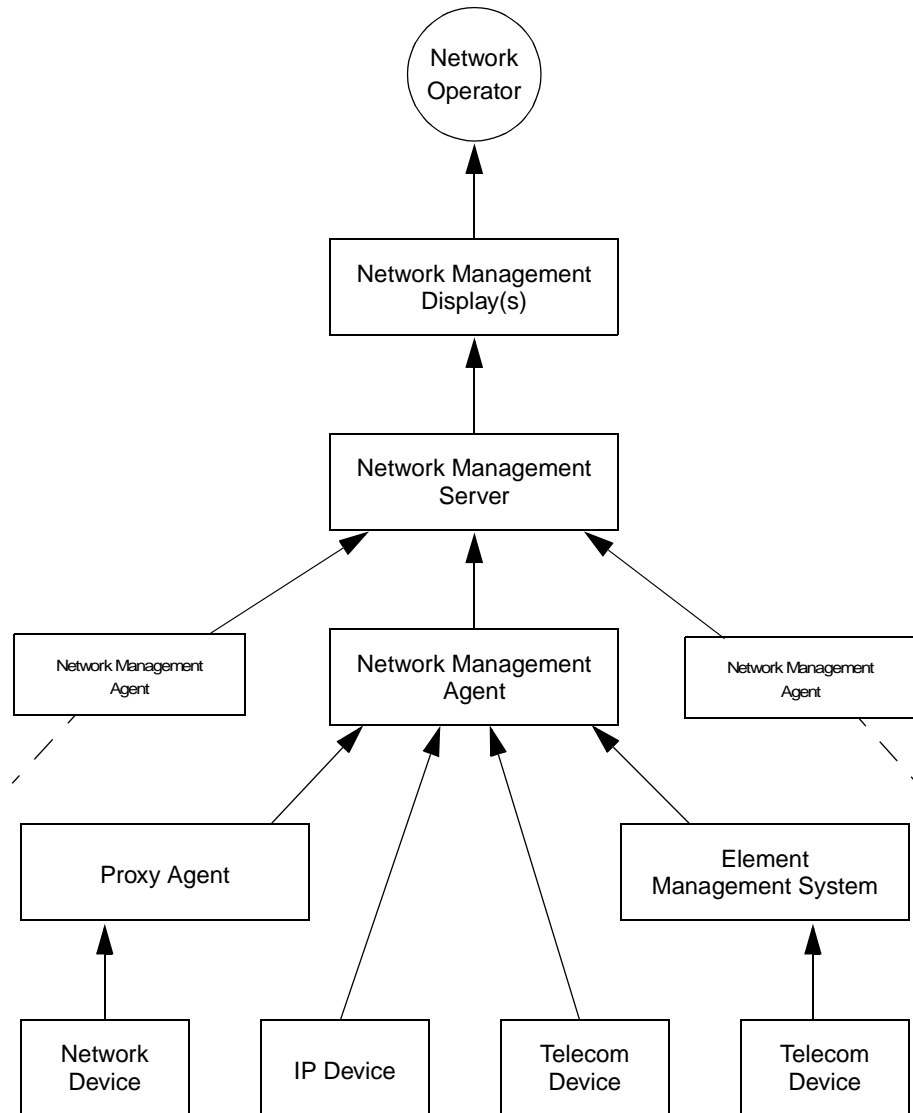 Network
Operator
Network Management
Display(s)
Network Management
Server
Network Management
Agent
Network Management
Agent
Network Management
Agent
Proxy Agent
Element
Management System
Network
Device
IP Device
Telecom
Device
Telecom
Device